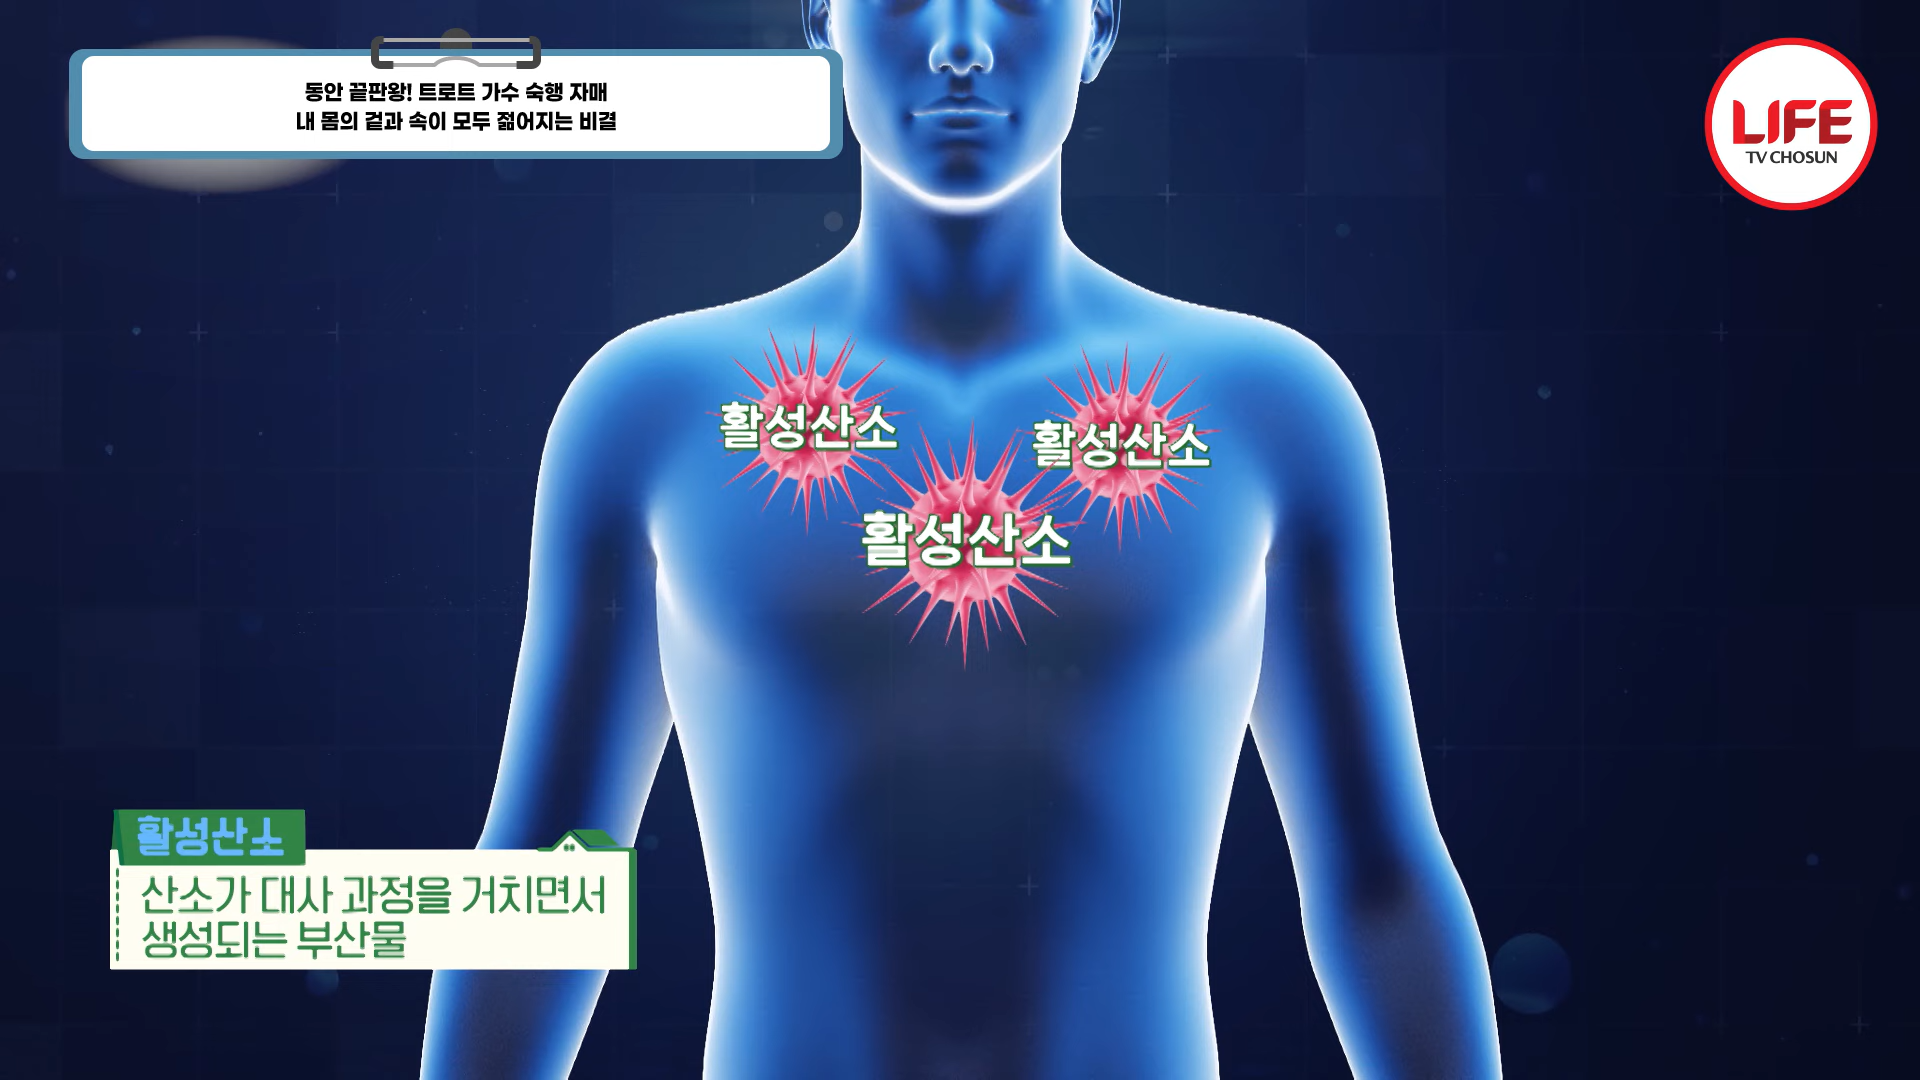 동안 끝판왕! 트로트 가수 숙행 자매
내 몸의 겉과 속이 모두 젊어지는 비결
LIFE
TV CHOSUN
활성산소
활성산소
활성산소
활성산소
산소가 대사 과정을 거치면서
생성되는 부산물